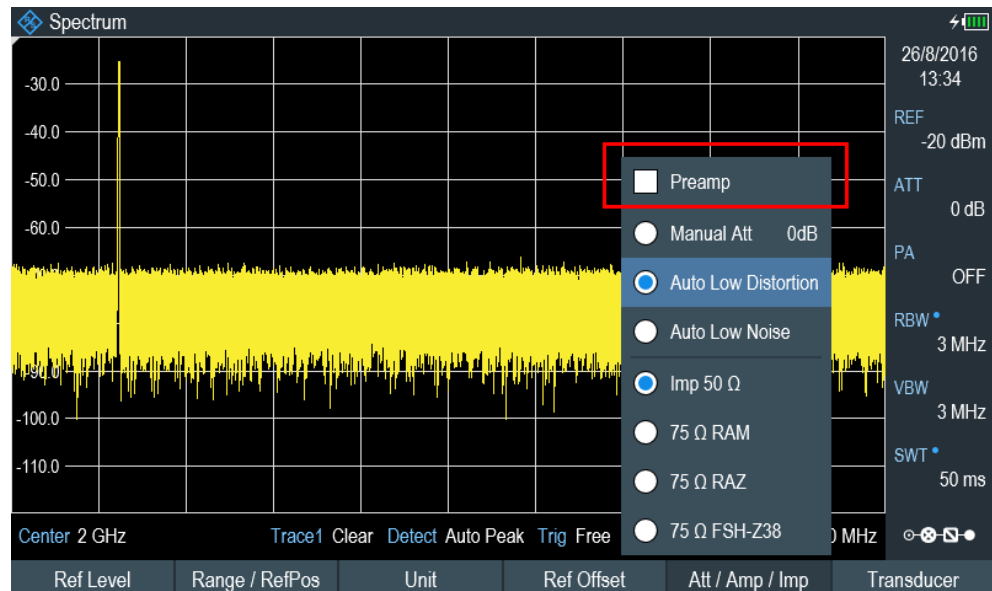 Spectrum
26/8/2016
13:34
-30.0
-40.0
-50.0
-60.0
-90.0
-100.0
-110.0
REF
-20 dBm
ATT
0 dB
PA
OFF
RBW
3 MHz
VBW
3 MHz
SWT
50 ms
Preamp
Manual Att 0dB
Auto Low Distortion
Auto Low Noise
Imp 50 Ω
75 Ω RAM
75 Ω RAZ
75 Ω FSH-Z38
Center 2 GHz Trace1 Clear Detect Auto Peak Trig Free 0 MHz
Ref Level Range / RefPos Unit Ref Offset Att / Amp / Imp Transducer